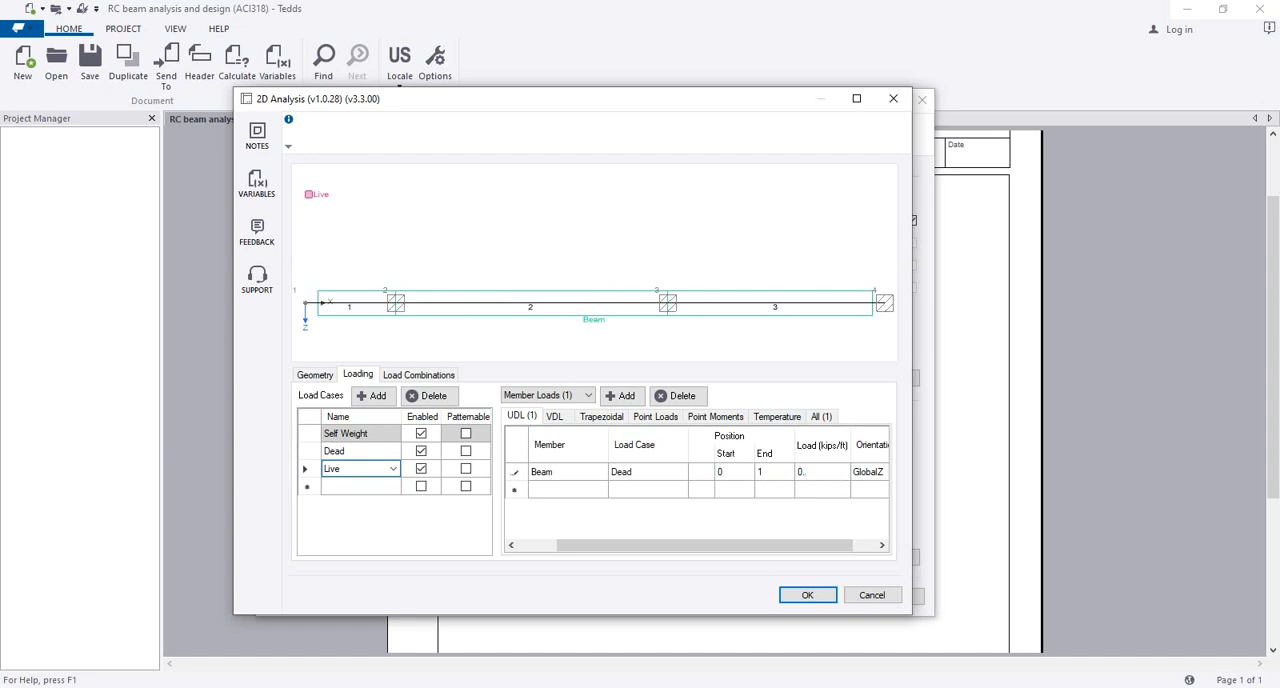 RC beam analysis and design (ACI318) - Tedds
HOME PROJECT VIEW HELP
Log in
New Open Save Duplicate Send To Header Calculate Variables Find Next Locale Options
US
Document
Project Manager
RC beam analys
2D Analysis (v1.0.28) (v3.3.00)
Date
NOTES
VARIABLES
FEEDBACK
SUPPORT
Live
1 2 3 4
X
1 2 3
Z
Beam
Geometry Loading Load Combinations
Load Cases Add Delete
Name Enabled Patternable
Self Weight
Dead
Live
Member Loads (1) Add Delete
UDL (1) VDL Trapezoidal Point Loads Point Moments Temperature All (1)
Member Load Case Position Start End Load (kips/ft) Orientati
Beam Dead 0 1 0. GlobalZ
OK Cancel
For Help, press F1
Page 1 of 1